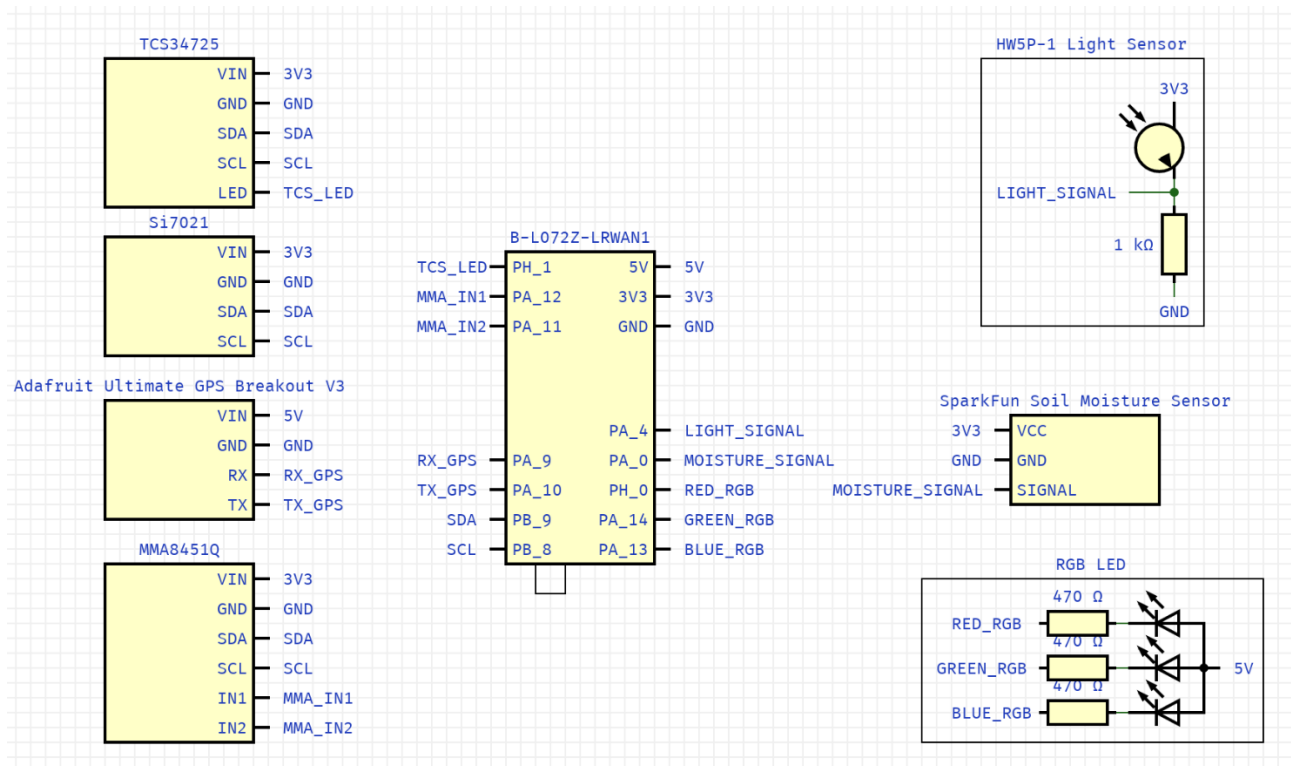 TCS34725
VIN 3V3
GND GND
SDA SDA
SCL SCL
LED TCS_LED
Si7021
VIN 3V3
GND GND
SDA SDA
SCL SCL
Adafruit Ultimate GPS Breakout V3
VIN 5V
GND GND
RX RX_GPS
TX TX_GPS
MMA8451Q
VIN 3V3
GND GND
SDA SDA
SCL SCL
IN1 MMA_IN1
IN2 MMA_IN2
B-L072Z-LRWAN1
TCS_LED PH_1 5V 5V
MMA_IN1 PA_12 3V3 3V3
MMA_IN2 PA_11 GND GND
PA_4 LIGHT_SIGNAL
RX_GPS PA_9 PA_0 MOISTURE_SIGNAL
TX_GPS PA_10 PH_0 RED_RGB
SDA PB_9 PA_14 GREEN_RGB
SCL PB_8 PA_13 BLUE_RGB
HW5P-1 Light Sensor
3V3
LIGHT_SIGNAL
1 kΩ
GND
SparkFun Soil Moisture Sensor
3V3 VCC
GND GND
MOISTURE_SIGNAL SIGNAL
RGB LED
470 Ω
RED_RGB
470 Ω
GREEN_RGB 5V
470 Ω
BLUE_RGB